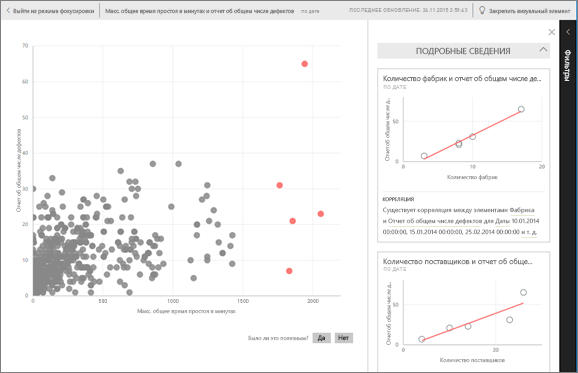 Выйти из режима фокусировки
Макс. общее время простоя в минутах и отчет об общем числе дефектов по дате
ПОСЛЕДНЕЕ ОБНОВЛЕНИЕ: 24.11.2015 2:59:43
Закрепить визуальный элемент
70
60
50
40
30
20
10
0
Отчет об общем числе дефектов
0
500
1000
1500
2000
Макс. общее время простоя в минутах
Было ли это полезным?
Да
Нет
ПОДРОБНЫЕ СВЕДЕНИЯ
Количество фабрик и отчет об общем числе де...
ПО ДАТЕ
Отчет об общем числе д...
50
0
0
10
20
Количество фабрик
КОРРЕЛЯЦИЯ
Существует корреляция между элементами Фабрика
и Отчет об общем числе дефектов для Даты 10.01.2014
00:00:00, 15.01.2014 00:00:00, 25.02.2014 00:00:00 и т. д.
Количество поставщиков и отчет об обще...
ПО ДАТЕ
Отчет об общем числе д...
50
0
0
20
Количество поставщиков
Фильтры